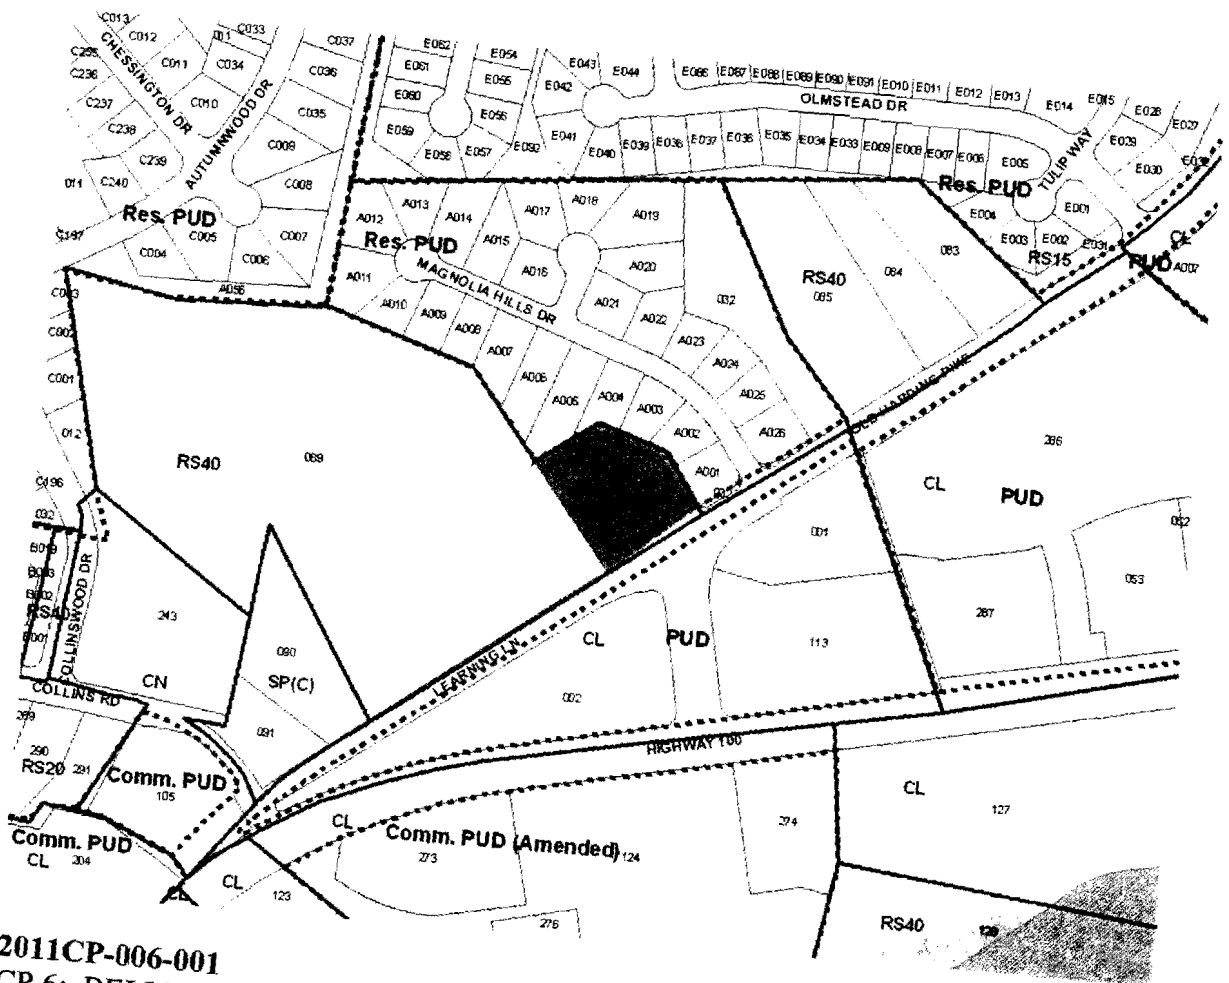 C013
C012
C033
C037
E062
E054
E043
E044
E086
E087
E088
E089
E090
E091
E010
E011
E012
E013
E014
E015
E028
E027
C011
C034
C036
E061
E055
E042
OLMSTEAD DR
C236
CHESSINGTON DR
C010
C035
E060
E056
C237
AUTUMNWOOD DR
E059
E041
E040
E039
E037
E036
E035
E034
E033
E009
E008
E007
E006
E005
E029
C238
C009
E057
TULIP WAY
E030
C239
C008
Res. PUD
011
C240
A012
A013
A014
A017
A018
A019
E004
E001
Res. PUD
C005
C007
Res. PUD
A015
083
E003
E002
E031
CL
C004
C006
A016
A020
RS40
084
RS15
PUD
A007
A011
MAGNOLIA HILLS DR
085
A010
A009
A008
A021
A022
032
C002
A007
A023
C001
A006
A024
A005
A004
A003
A025
012
A002
A026
286
RS40
069
A001
CL
PUD
C196
032
001
052
053
COLLINSWOOD DR
243
287
090
CL
PUD
113
CN
SP(C)
LEARNING LN
COLLINS RD
002
289
091
HIGHWAY 100
290
RS20
291
Comm. PUD
105
CL
127
CL
274
Comm. PUD
Comm. PUD (Amended)
124
CL
204
273
CL
CL
123
276
RS40
2011CP-006-001